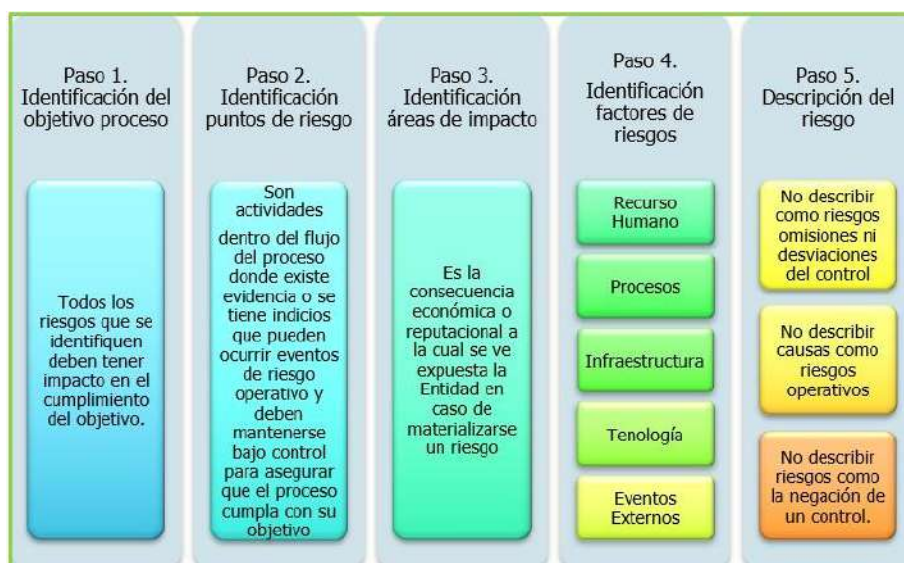 Paso 1.
Identificación del
objetivo proceso
Todos los
riesgos que se
identifiquen
deben tener
impacto en el
cumplimiento
del objetivo.
Paso 2.
Identificación
puntos de riesgo
Son
actividades
dentro del flujo
del proceso
donde existe
evidencia o se
tiene indicios
que pueden
ocurrir eventos
de riesgo
operativo y
deben
mantenerse
bajo control
para asegurar
que el proceso
cumpla con su
objetivo
Paso 3.
Identificación
áreas de impacto
Es la
consecuencia
económica o
reputacional a
la cual se ve
expuesta la
Entidad en
caso de
materializarse
un riesgo
Paso 4.
Identificación
factores de
riesgos
Recurso
Humano
Procesos
Infraestructura
Tenología
Eventos
Externos
Paso 5.
Descripción del
riesgo
No describir
como riesgos
omisiones ni
desviaciones
del control
No describir
causas como
riesgos
operativos
No describir
riesgos como
la negación de
un control.